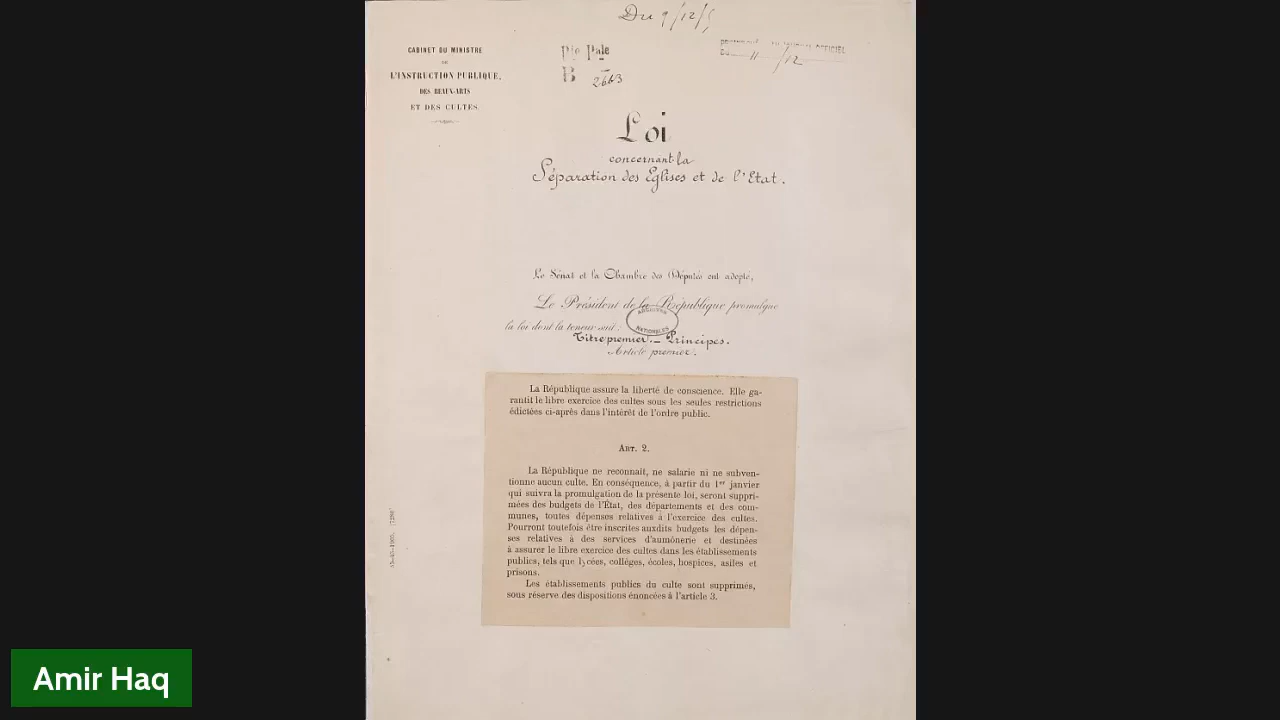 Du 9/12/5
CABINET DU MINISTRE
DE
L'INSTRUCTION PUBLIQUE,
DES BEAUX-ARTS
ET DES CULTES.
Pie Pale
B 2663
DU 11/12
OFFICIEL
Loi
concernant la
Séparation des Eglises et de l'Etat.
Le Sénat et la Chambre des Députés ont adopté,
Le Président de la République promulgue
la loi dont la teneur suit:
ARCHIVES
NATIONALES
Titre premier. _ Principes.
Article premier.
La République assure la liberté de conscience. Elle ga-
rantit le libre exercice des cultes sous les seules restrictions
édictées ci-après dans l'intérêt de l'ordre public.
ART. 2.
La République ne reconnaît, ne salarie ni ne subven-
tionne aucun culte. En conséquence, à partir du 1er janvier
qui suivra la promulgation de la présente loi, seront suppri-
mées des budgets de l'État, des départements et des com-
munes, toutes dépenses relatives à l'exercice des cultes.
Pourront toutefois être inscrites auxdits budgets les dépen-
ses relatives à des services d'aumônerie et destinées
à assurer le libre exercice des cultes dans les établissements
publics, tels que lycées, collèges, écoles, hospices, asiles et
prisons.
Les établissements publics du culte sont supprimés,
sous réserve des dispositions énoncées à l'article 3.
Amir Haq